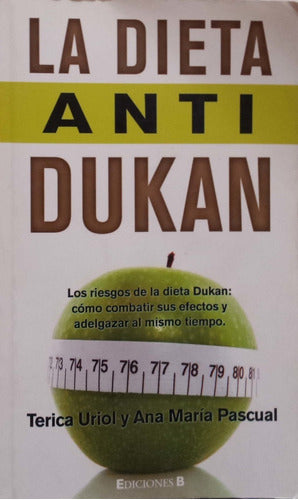 LA DIETA
ANTI
DUKAN
Los riesgos de la dieta Dukan:
cómo combatir sus efectos y
adelgazar al mismo tiempo.
73 74 75 76 77 78 79 80 81
Terica Uriol y Ana María Pascual
EDICIONES B